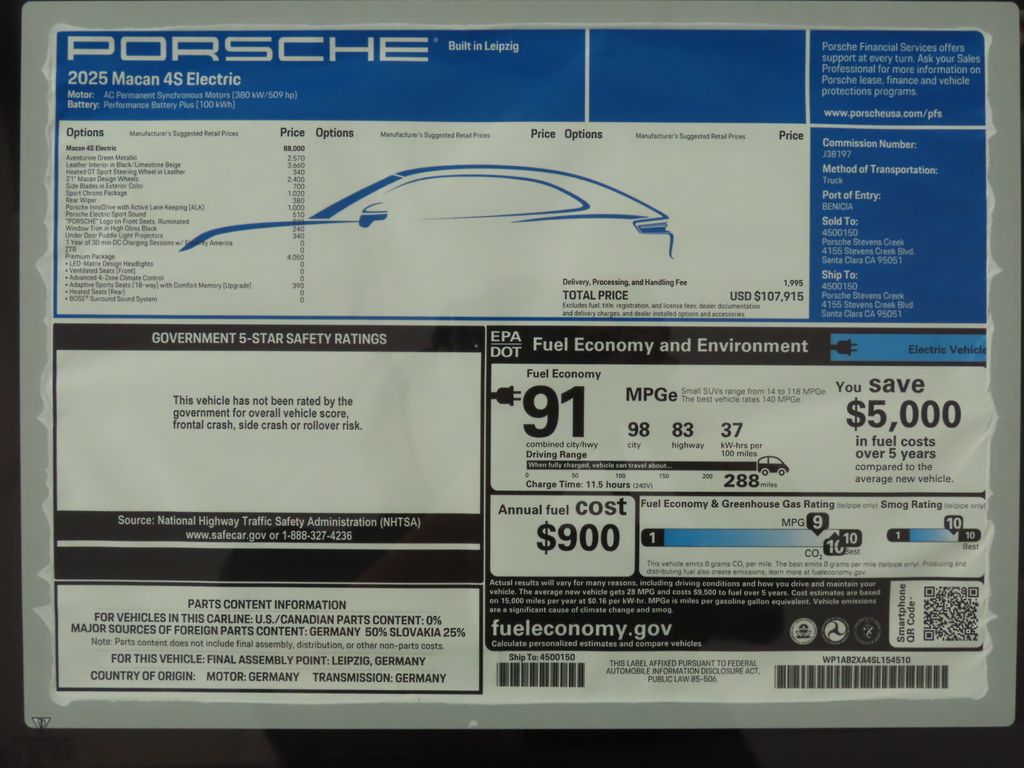 PORSCHE® Built in Leipzig
2025 Macan 4S Electric
Motor: AC Permanent Synchronous Motors (380 kW/509 hp)
Battery: Performance Battery Plus (100 kWh)
Porsche Financial Services offers
support at every turn. Ask your Sales
Professional for more information on
Porsche lease, finance and vehicle
protections programs.
www.porscheusa.com/pfs
Options Manufacturer's Suggested Retail Prices Price Options Manufacturer's Suggested Retail Prices Price Options Manufacturer's Suggested Retail Prices Price
Macan 4S Electric 88,000
Aventurine Green Metallic 2,570
Leather Interior in Black/Limestone Beige 3,660
Heated GT Sport Steering Wheel in Leather 340
21" Macan Design Wheels 2,400
Side Blades in Exterior Color 700
Sport Chrono Package 1,020
Rear Wiper 380
Porsche InnoDrive with Active Lane Keeping (ALK) 1,000
Porsche Electric Sport Sound 510
"PORSCHE" Logo on Front Seats, Illuminated
Window Trim in High Gloss Black 240
Under Door Puddle Light Projectors 340
1 Year of 30 min DC Charging Sessions w/ America 0
ZTR 0
Premium Package 4,050
• LED-Matrix Design Headlights 0
• Ventilated Seats (Front) 0
• Advanced 4-Zone Climate Control 0
• Adaptive Sports Seats (18-way) with Comfort Memory (Upgrade) 390
• Heated Seats (Rear) 0
• BOSE® Surround Sound System 0
Delivery, Processing, and Handling Fee 1,995
TOTAL PRICE USD $107,915
Excludes fuel, title, registration, and license fees, dealer documentation
and delivery charges, and dealer installed options and accessories.
Commission Number:
J38197
Method of Transportation:
Truck
Port of Entry:
BENICIA
Sold To:
4500150
Porsche Stevens Creek
4155 Stevens Creek Blvd.
Santa Clara CA 95051
Ship To:
4500150
Porsche Stevens Creek
4155 Stevens Creek Blvd.
Santa Clara CA 95051
GOVERNMENT 5-STAR SAFETY RATINGS
This vehicle has not been rated by the
government for overall vehicle score,
frontal crash, side crash or rollover risk.
Source: National Highway Traffic Safety Administration (NHTSA)
www.safecar.gov or 1-888-327-4236
PARTS CONTENT INFORMATION
FOR VEHICLES IN THIS CARLINE: U.S./CANADIAN PARTS CONTENT: 0%
MAJOR SOURCES OF FOREIGN PARTS CONTENT: GERMANY 50% SLOVAKIA 25%
Note: Parts content does not include final assembly, distribution, or other non-parts costs.
FOR THIS VEHICLE: FINAL ASSEMBLY POINT: LEIPZIG, GERMANY
COUNTRY OF ORIGIN: MOTOR: GERMANY TRANSMISSION: GERMANY
EPA
DOT
Fuel Economy and Environment
Electric Vehicle
Fuel Economy
91
MPGe
Small SUVs range from 14 to 118 MPGe.
The best vehicle rates 140 MPGe.
98 83 37
combined city/hwy city highway kW-hrs per
100 miles
Driving Range
When fully charged, vehicle can travel about...
0 50 100 150 200 288 miles
Charge Time: 11.5 hours (240V)
You save
$5,000
in fuel costs
over 5 years
compared to the
average new vehicle.
Annual fuel cost
$900
Fuel Economy & Greenhouse Gas Rating (tailpipe only)
MPG 9
1 10
CO2 10 Best
Smog Rating (tailpipe only)
10
1 10
Best
This vehicle emits 0 grams CO2 per mile. The best emits 0 grams per mile (tailpipe only). Producing and
distributing fuel also create emissions; learn more at fueleconomy.gov.
Actual results will vary for many reasons, including driving conditions and how you drive and maintain your
vehicle. The average new vehicle gets 28 MPG and costs $9,500 to fuel over 5 years. Cost estimates are based
on 15,000 miles per year at $0.16 per kW-hr. MPGe is miles per gasoline gallon equivalent. Vehicle emissions
are a significant cause of climate change and smog.
fueleconomy.gov
Calculate personalized estimates and compare vehicles
Smartphone
QR Code™
Ship To: 4500150
THIS LABEL AFFIXED PURSUANT TO FEDERAL
AUTOMOBILE INFORMATION DISCLOSURE ACT,
PUBLIC LAW 85-506.
WP1AB2XA4SL154510